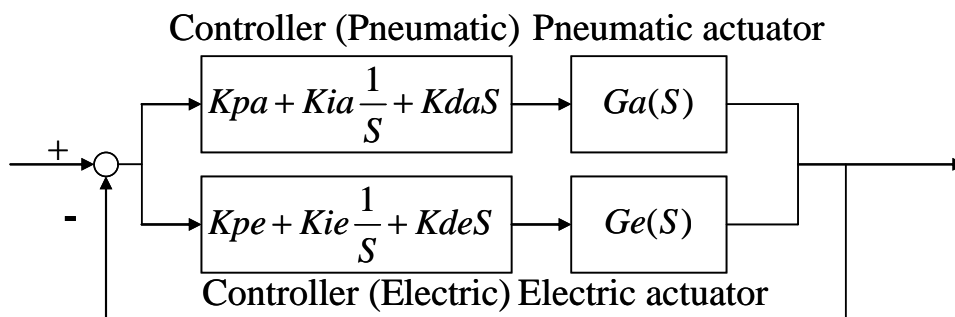 Controller (Pneumatic) Pneumatic actuator
Kpa + Kia 1/S + KdaS
Ga(S)
+
-
Kpe + Kie 1/S + KdeS
Ge(S)
Controller (Electric) Electric actuator